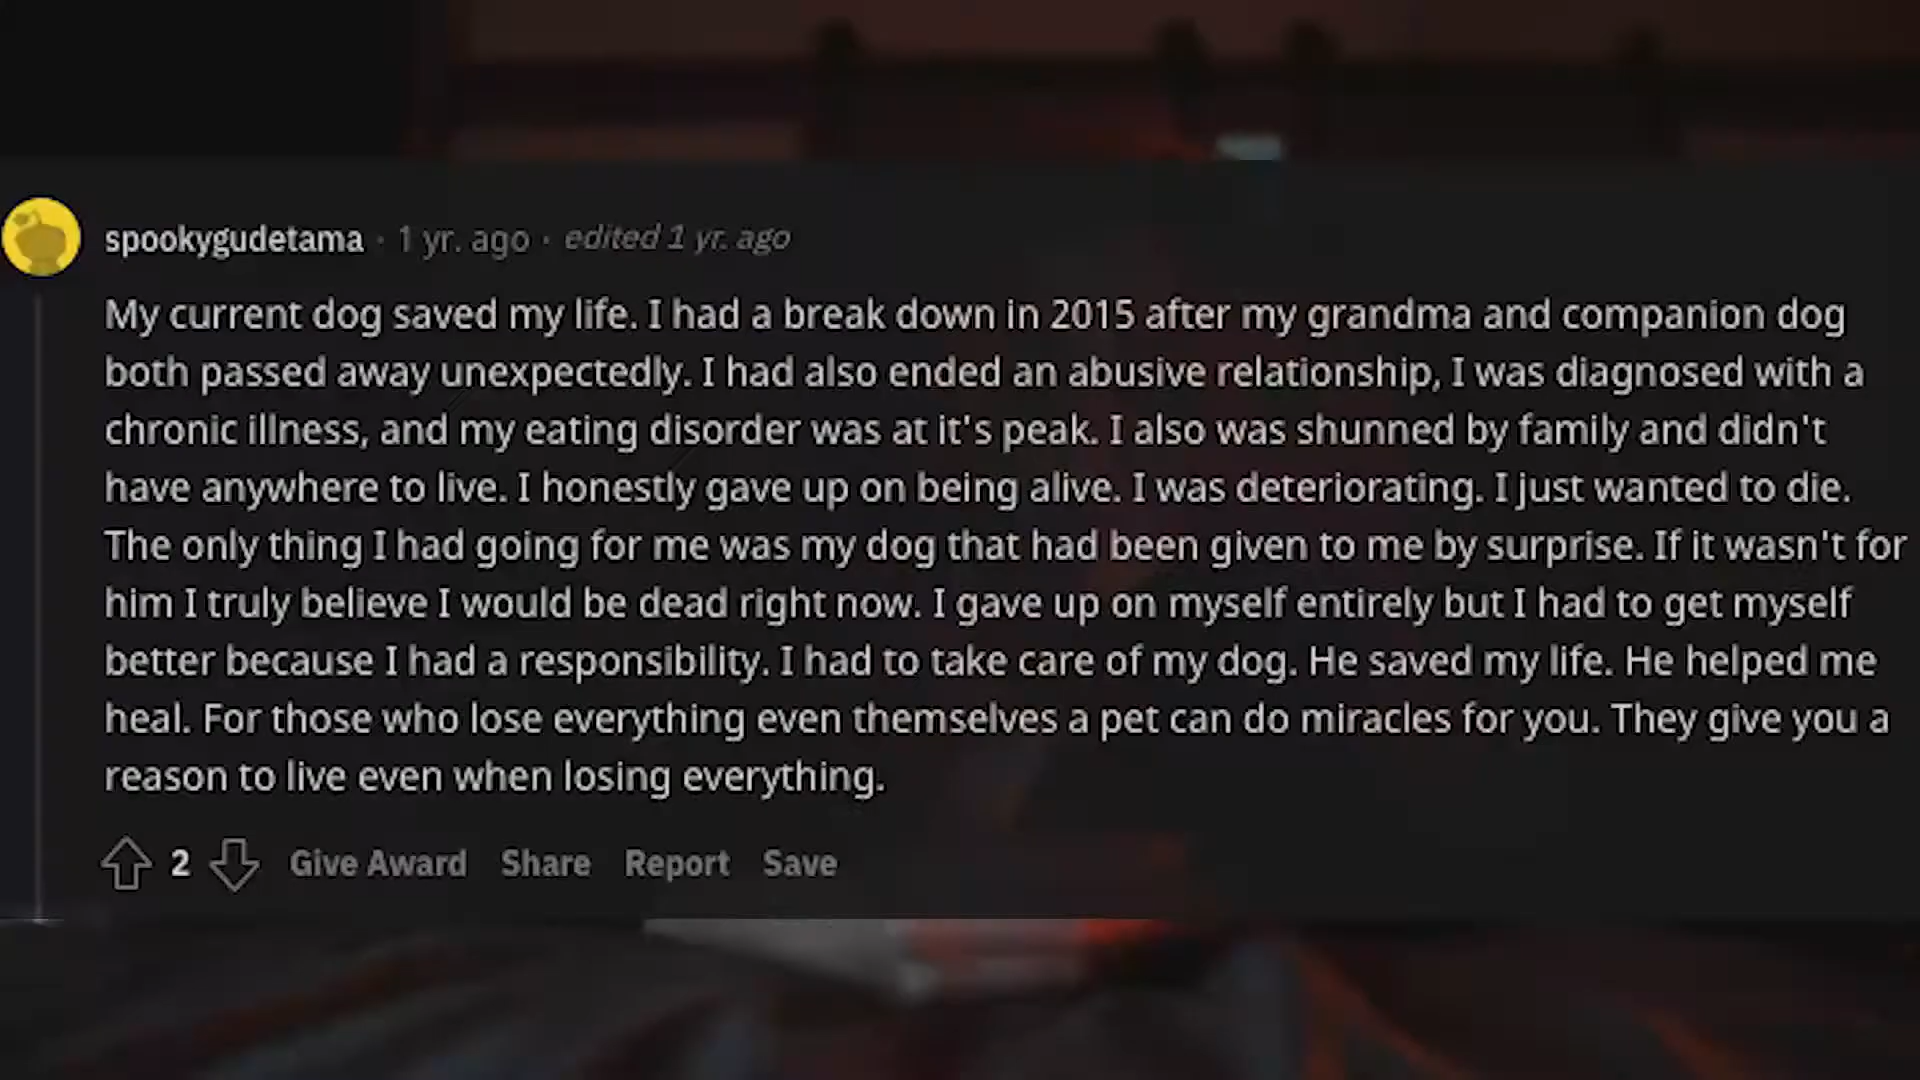 spookygudetama · 1 yr. ago · edited 1 yr. ago
My current dog saved my life. I had a break down in 2015 after my grandma and companion dog
both passed away unexpectedly. I had also ended an abusive relationship, I was diagnosed with a
chronic illness, and my eating disorder was at it's peak. I also was shunned by family and didn't
have anywhere to live. I honestly gave up on being alive. I was deteriorating. I just wanted to die.
The only thing I had going for me was my dog that had been given to me by surprise. If it wasn't for
him I truly believe I would be dead right now. I gave up on myself entirely but I had to get myself
better because I had a responsibility. I had to take care of my dog. He saved my life. He helped me
heal. For those who lose everything even themselves a pet can do miracles for you. They give you a
reason to live even when losing everything.
2 Give Award Share Report Save